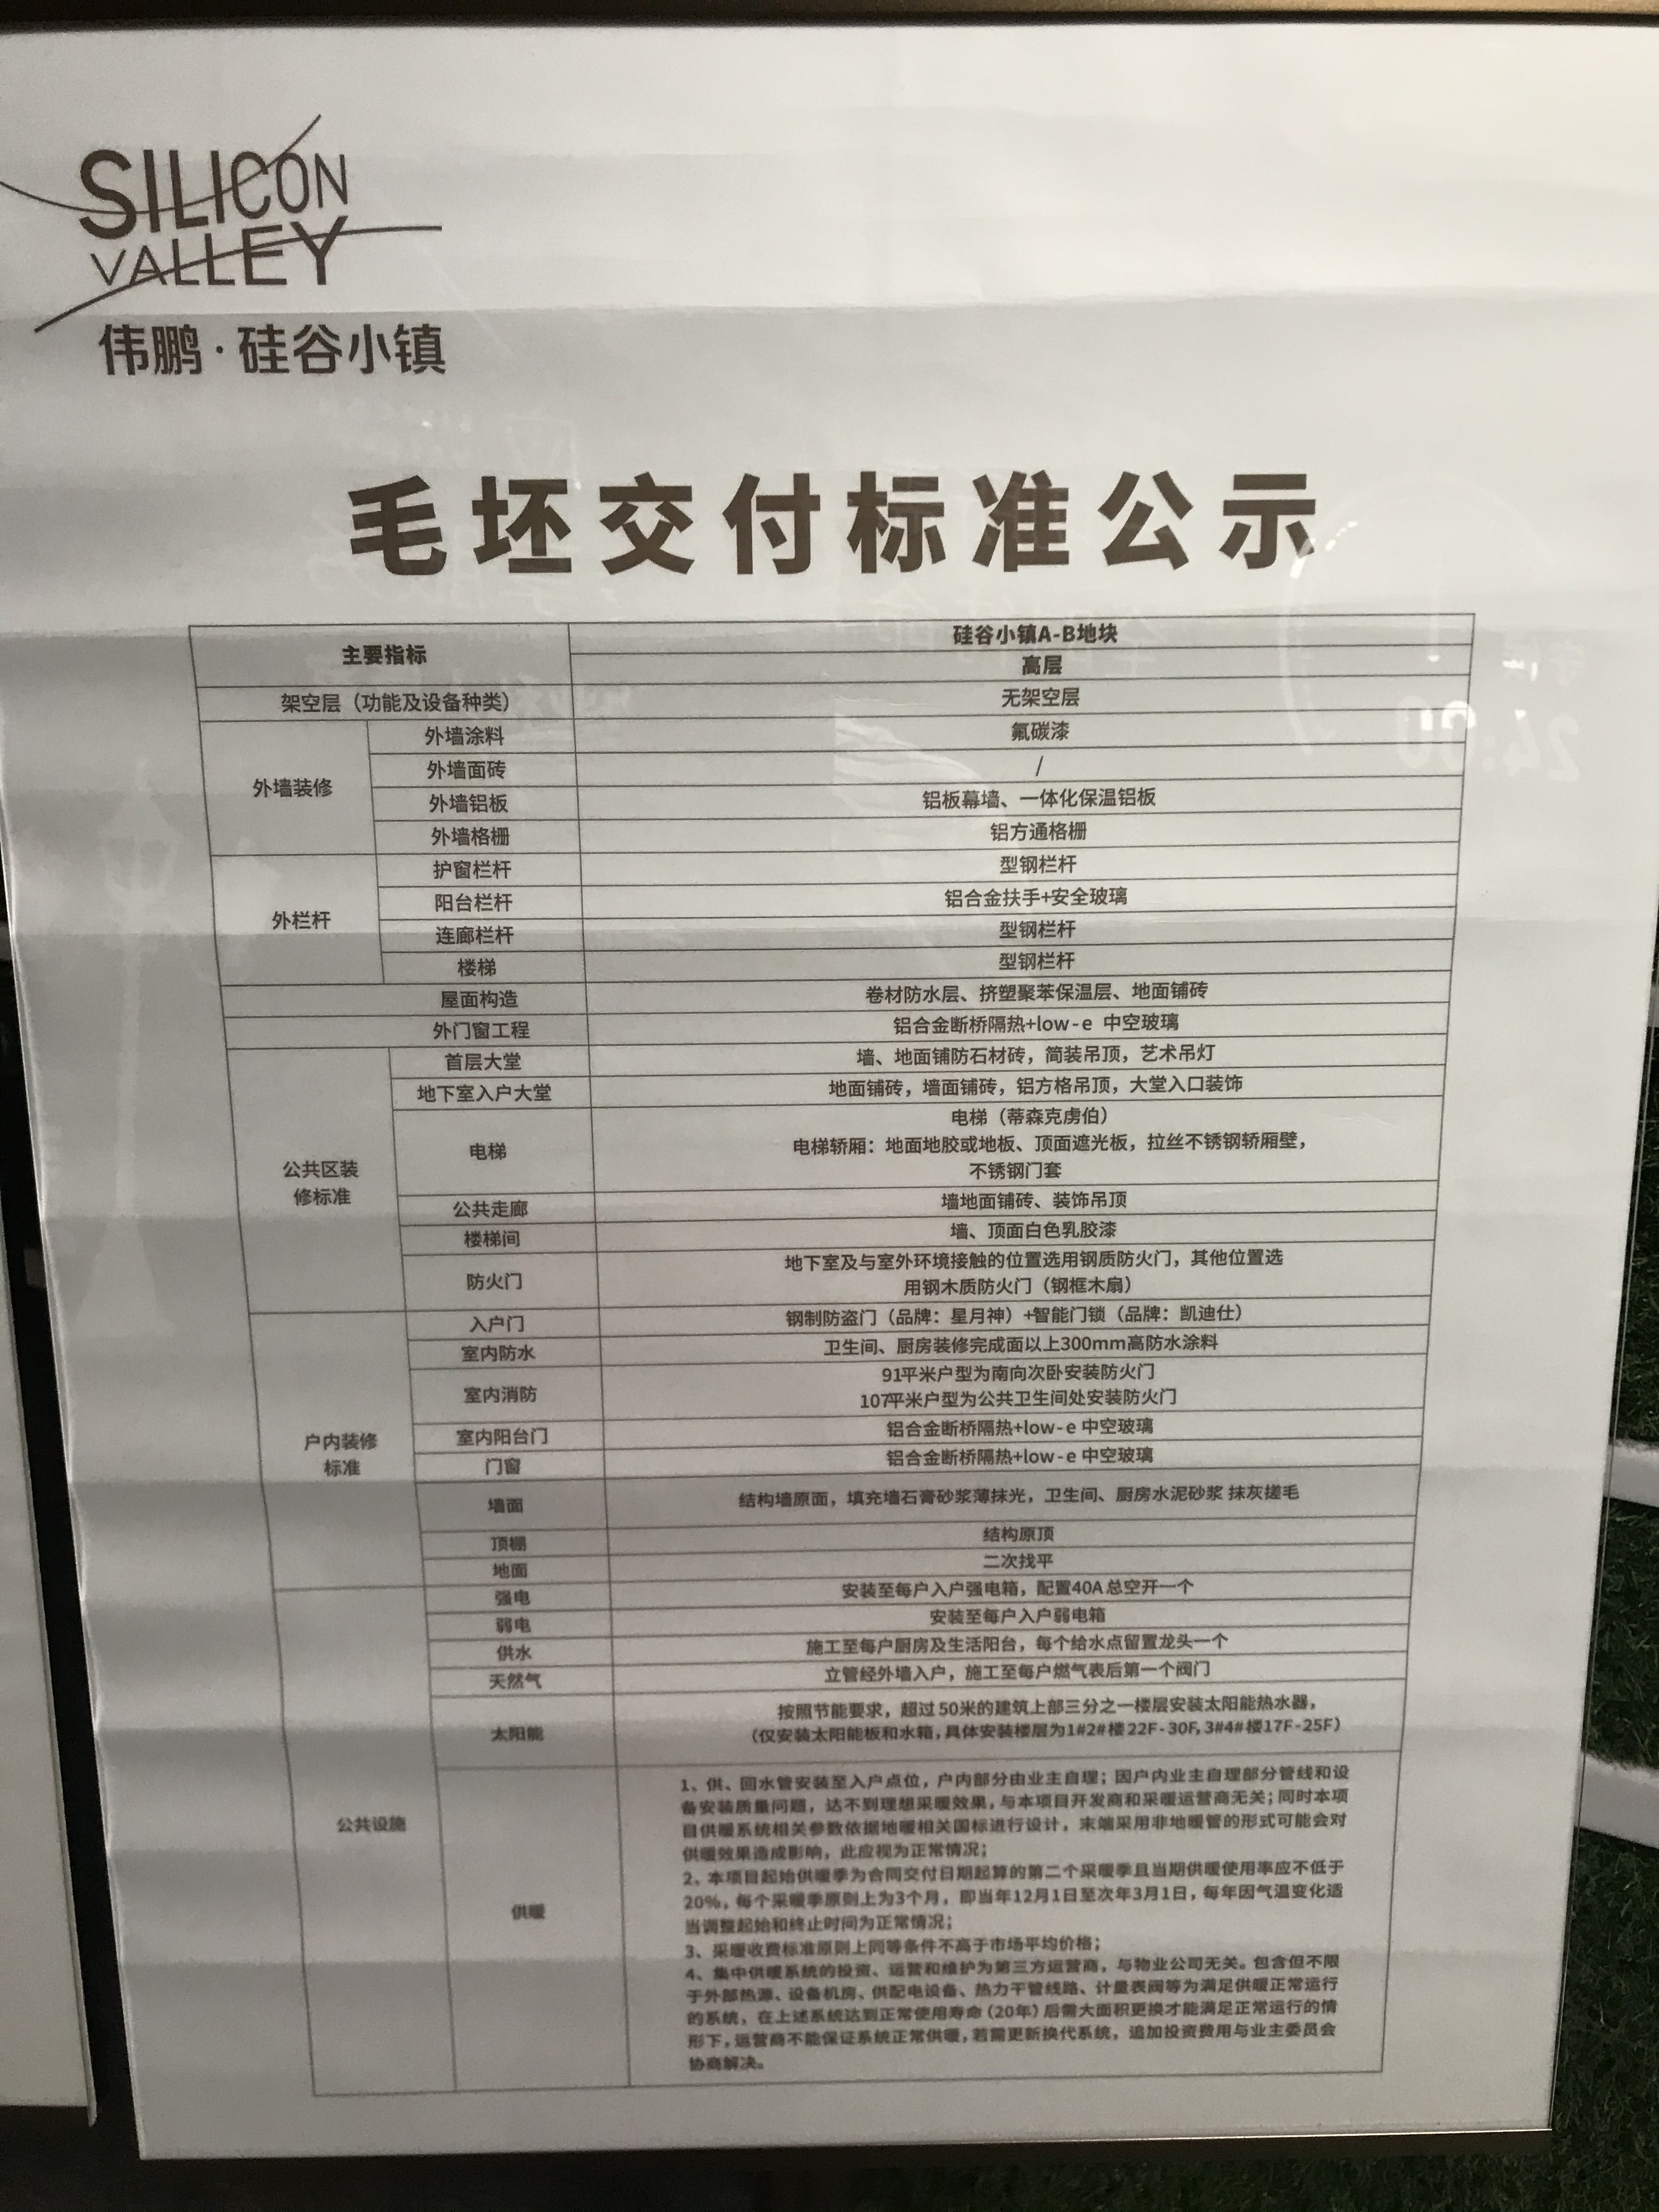 SILICON
VALLEY
伟鹏·硅谷小镇
毛坯交付标准公示
主要指标
硅谷小镇A-B地块
高层
架空层（功能及设备种类） 无架空层
外墙装修
外墙涂料 氟碳漆
外墙面砖 /
外墙铝板 铝板幕墙、一体化保温铝板
外墙格栅 铝方通格栅
外栏杆
护窗栏杆 型钢栏杆
阳台栏杆 铝合金扶手+安全玻璃
连廊栏杆 型钢栏杆
楼梯 型钢栏杆
屋面构造 卷材防水层、挤塑聚苯保温层、地面铺砖
外门窗工程 铝合金断桥隔热+low-e 中空玻璃
公共区装
修标准
首层大堂 墙、地面铺防石材砖，简装吊顶，艺术吊灯
地下室入户大堂 地面铺砖，墙面铺砖，铝方格吊顶，大堂入口装饰
电梯
电梯（蒂森克虏伯）
电梯轿厢：地面地胶或地板、顶面遮光板，拉丝不锈钢轿厢壁，
不锈钢门套
公共走廊 墙地面铺砖、装饰吊顶
楼梯间 墙、顶面白色乳胶漆
防火门
地下室及与室外环境接触的位置选用钢质防火门，其他位置选
用钢木质防火门（钢框木扇）
户内装修
标准
入户门 钢制防盗门（品牌：星月神）+智能门锁（品牌：凯迪仕）
室内防水 卫生间、厨房装修完成面以上300mm高防水涂料
室内消防
91平米户型为南向次卧安装防火门
107平米户型为公共卫生间处安装防火门
室内阳台门 铝合金断桥隔热+low-e 中空玻璃
门窗 铝合金断桥隔热+low-e 中空玻璃
墙面 结构墙原面，填充墙石膏砂浆薄抹光，卫生间、厨房水泥砂浆 抹灰搓毛
顶棚 结构原顶
地面 二次找平
公共设施
强电 安装至每户入户强电箱，配置40A总空开一个
弱电 安装至每户入户弱电箱
供水 施工至每户厨房及生活阳台，每个给水点留置龙头一个
天然气 立管经外墙入户，施工至每户燃气表后第一个阀门
太阳能
按照节能要求，超过50米的建筑上部三分之一楼层安装太阳能热水器，
（仅安装太阳能板和水箱，具体安装楼层为1#2#楼22F-30F，3#4#楼17F-25F）
供暖
1、供、回水管安装至入户点位，户内部分由业主自理；因户内业主自理部分管线和设
备安装质量问题，达不到理想采暖效果，与本项目开发商和采暖运营商无关；同时本项
目供暖系统相关参数依据地暖相关国标进行设计，末端采用非地暖管的形式可能会对
供暖效果造成影响，此应视为正常情况；
2、本项目起始供暖季为合同交付日期起算的第二个采暖季且当期供暖使用率应不低于
20%，每个采暖季原则上为3个月，即当年12月1日至次年3月1日，每年因气温变化适
当调整起始和终止时间为正常情况；
3、采暖收费标准原则上同等条件不高于市场平均价格；
4、集中供暖系统的投资、运营和维护为第三方运营商，与物业公司无关。包含但不限
于外部热源、设备机房、供配电设备、热力干管线路、计量表阀等为满足供暖正常运行
的系统，在上述系统达到正常使用寿命（20年）后需大面积更换才能满足正常运行的情
形下，运营商不能保证系统正常供暖，若需更新换代系统，追加投资费用与业主委员会
协商解决。